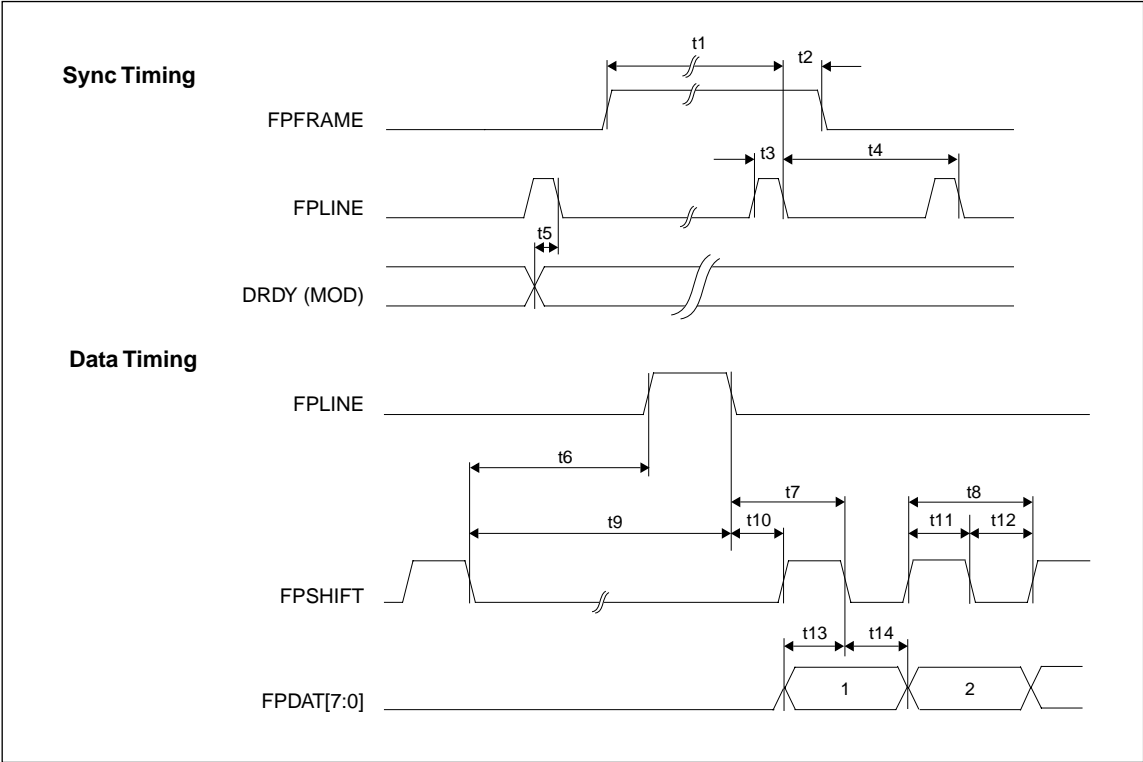 Sync Timing
t1
t2
FPFRAME
t3
t4
FPLINE
t5
DRDY (MOD)
Data Timing
FPLINE
t6
t7
t8
t9
t10
t11
t12
FPSHIFT
t13
t14
FPDAT[7:0]
1
2